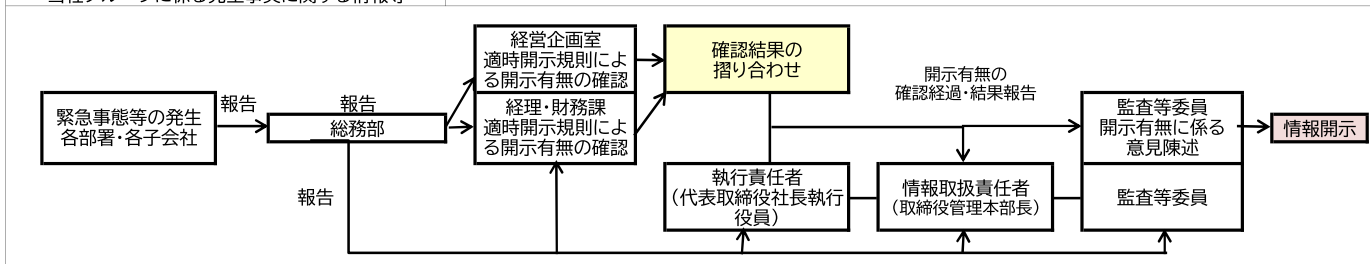 緊急事態等の発生
各部署・各子会社
報告
報告
総務部
報告
経営企画室
適時開示規則によ
る開示有無の確認
経理・財務課
適時開示規則によ
る開示有無の確認
確認結果の
摺り合わせ
執行責任者
（代表取締役社長執行
役員）
開示有無の
確認経過・結果報告
情報取扱責任者
（取締役管理本部長）
監査等委員
開示有無に係る
意見陳述
監査等委員
情報開示